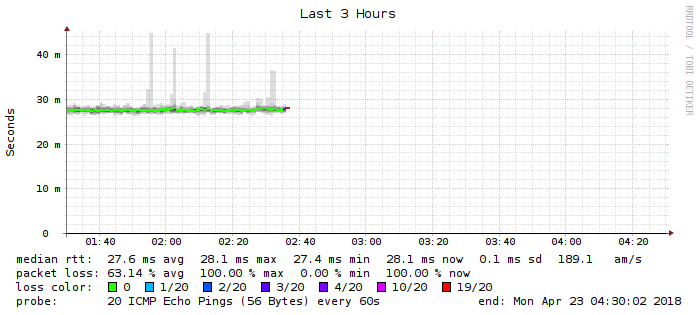 Last 3 Hours
RRDTOOL / TOBI OETIKER
Seconds
40 m
30 m
20 m
10 m
0
01:40 02:00 02:20 02:40 03:00 03:20 03:40 04:00 04:20
median rtt: 27.6 ms avg 28.1 ms max 27.4 ms min 28.1 ms now 0.1 ms sd 189.1 am/s
packet loss: 63.14 % avg 100.00 % max 0.00 % min 100.00 % now
loss color: 0 1/20 2/20 3/20 4/20 10/20 19/20
probe: 20 ICMP Echo Pings (56 Bytes) every 60s end: Mon Apr 23 04:30:02 2018